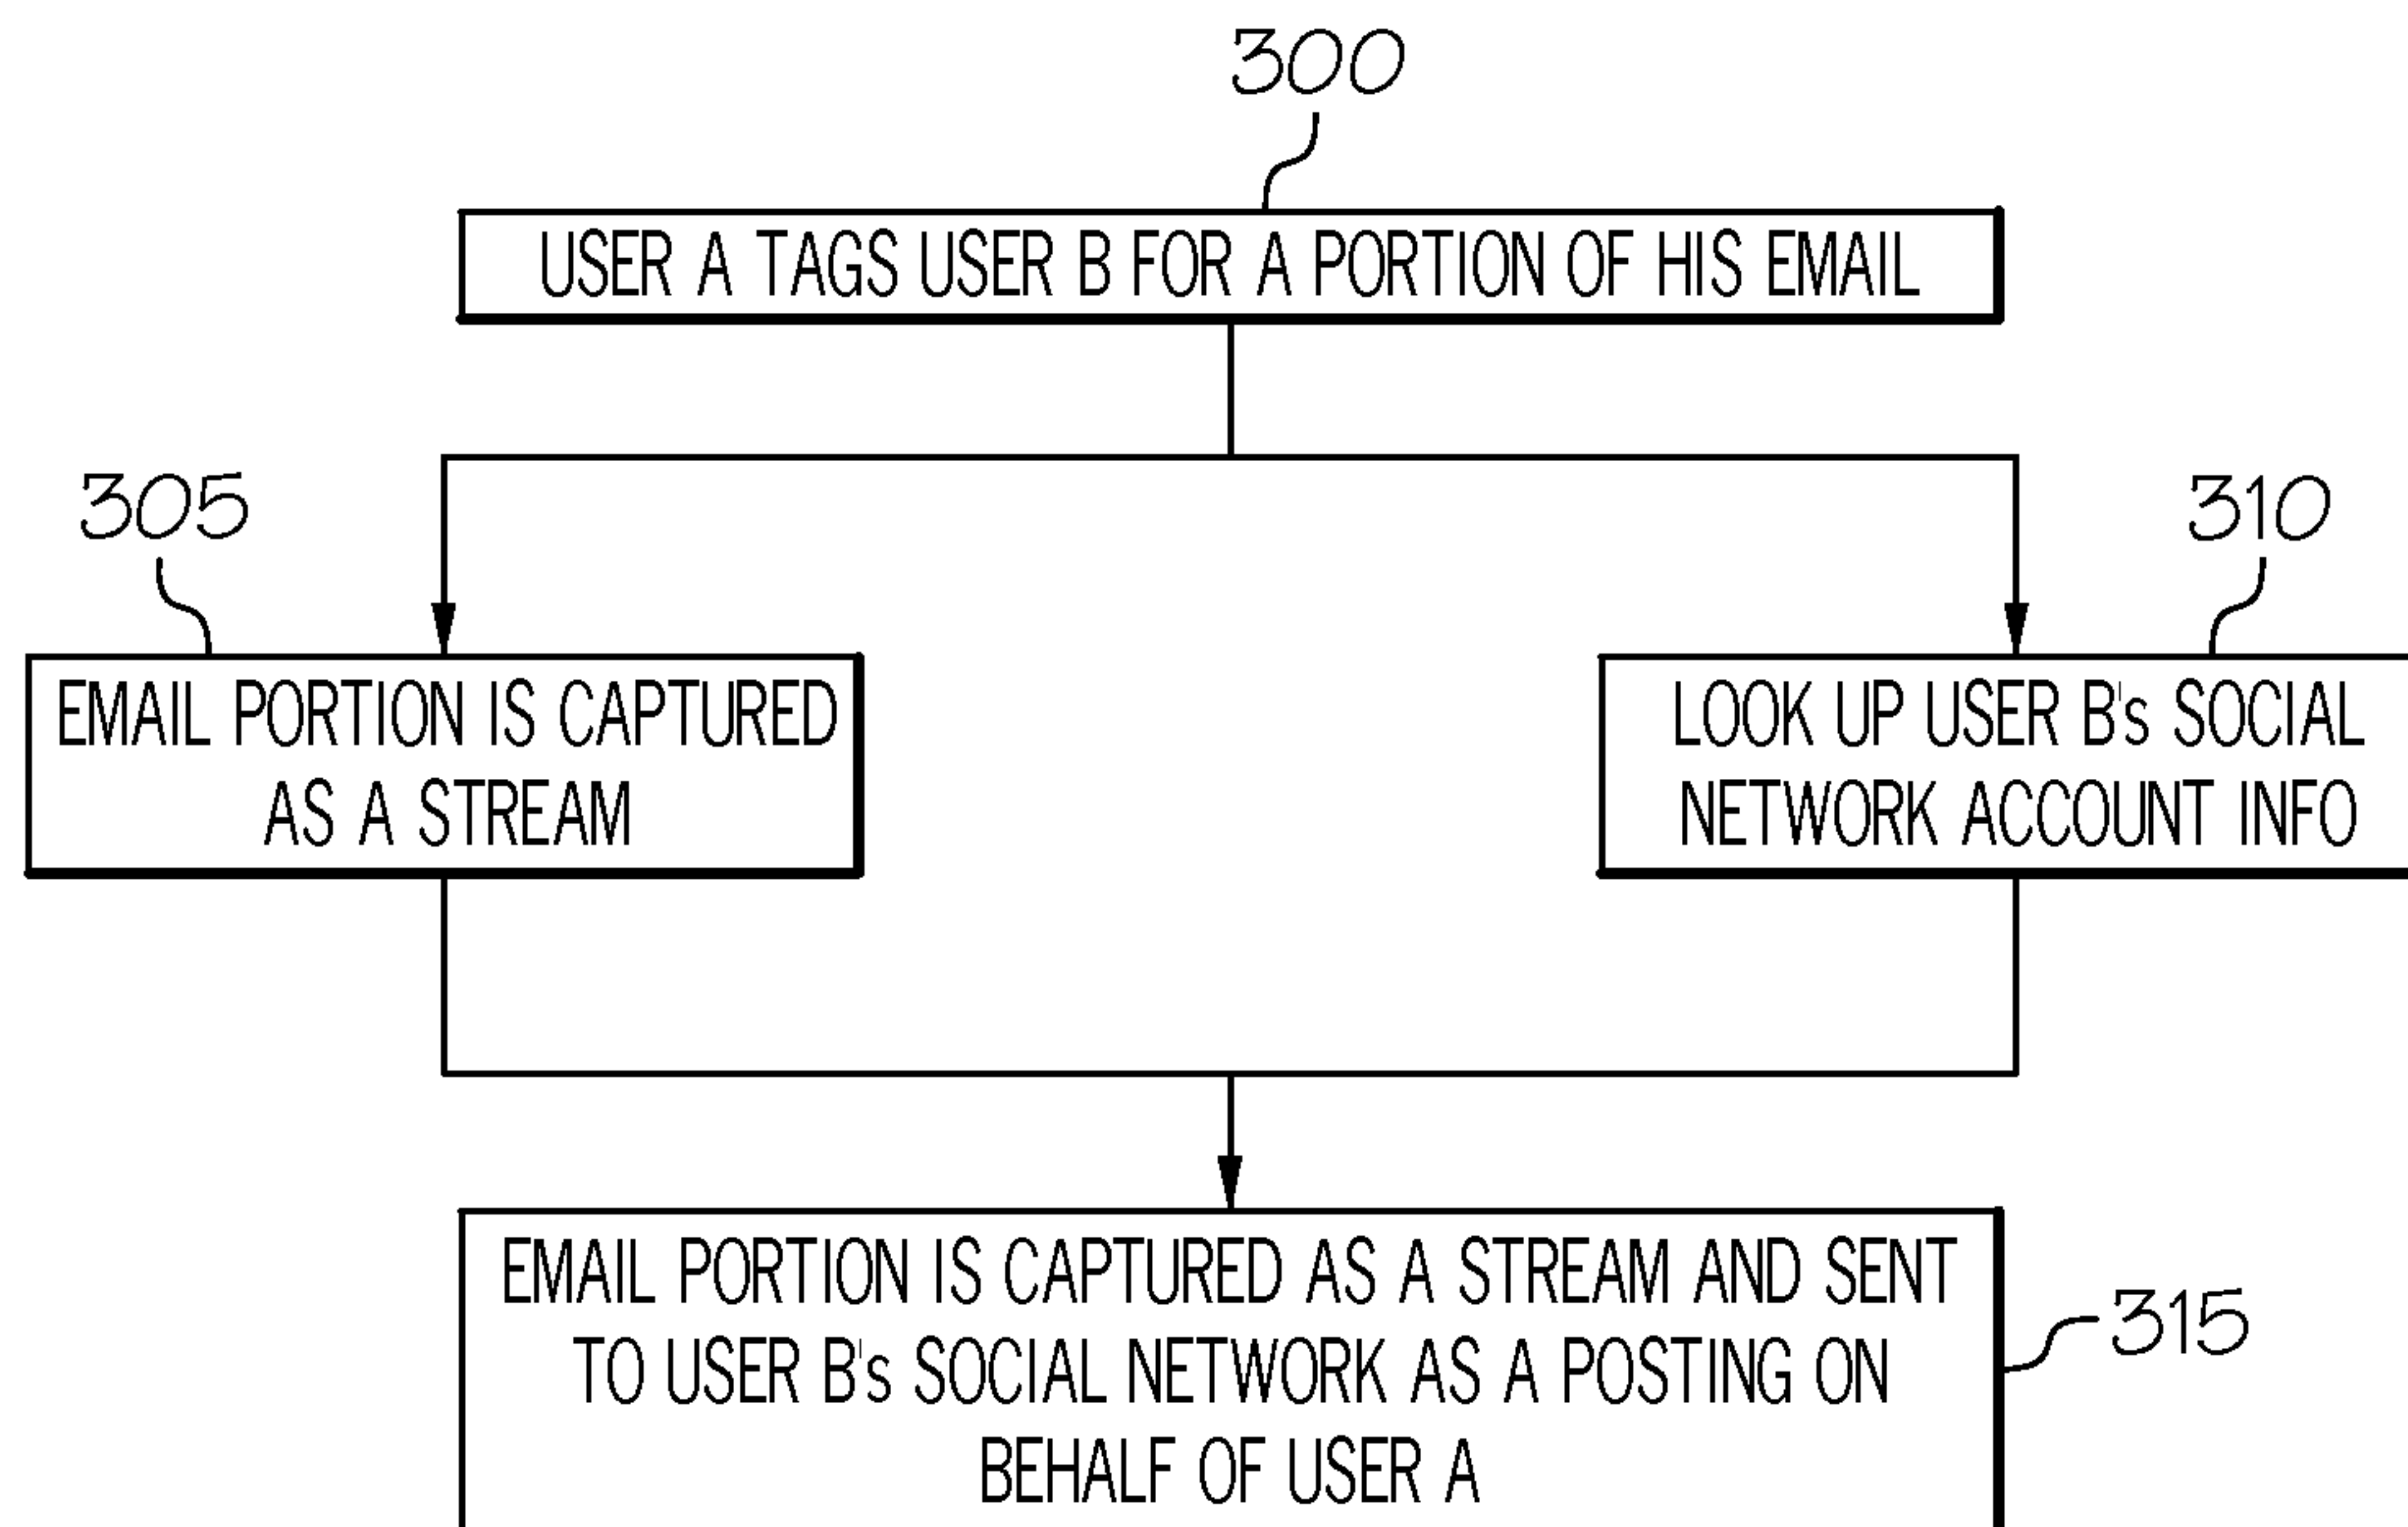 300
USER A TAGS USER B FOR A PORTION OF HIS EMAIL
305
310
EMAIL PORTION IS CAPTURED
AS A STREAM
LOOK UP USER B's SOCIAL
NETWORK ACCOUNT INFO
EMAIL PORTION IS CAPTURED AS A STREAM AND SENT
TO USER B's SOCIAL NETWORK AS A POSTING ON
BEHALF OF USER A
315